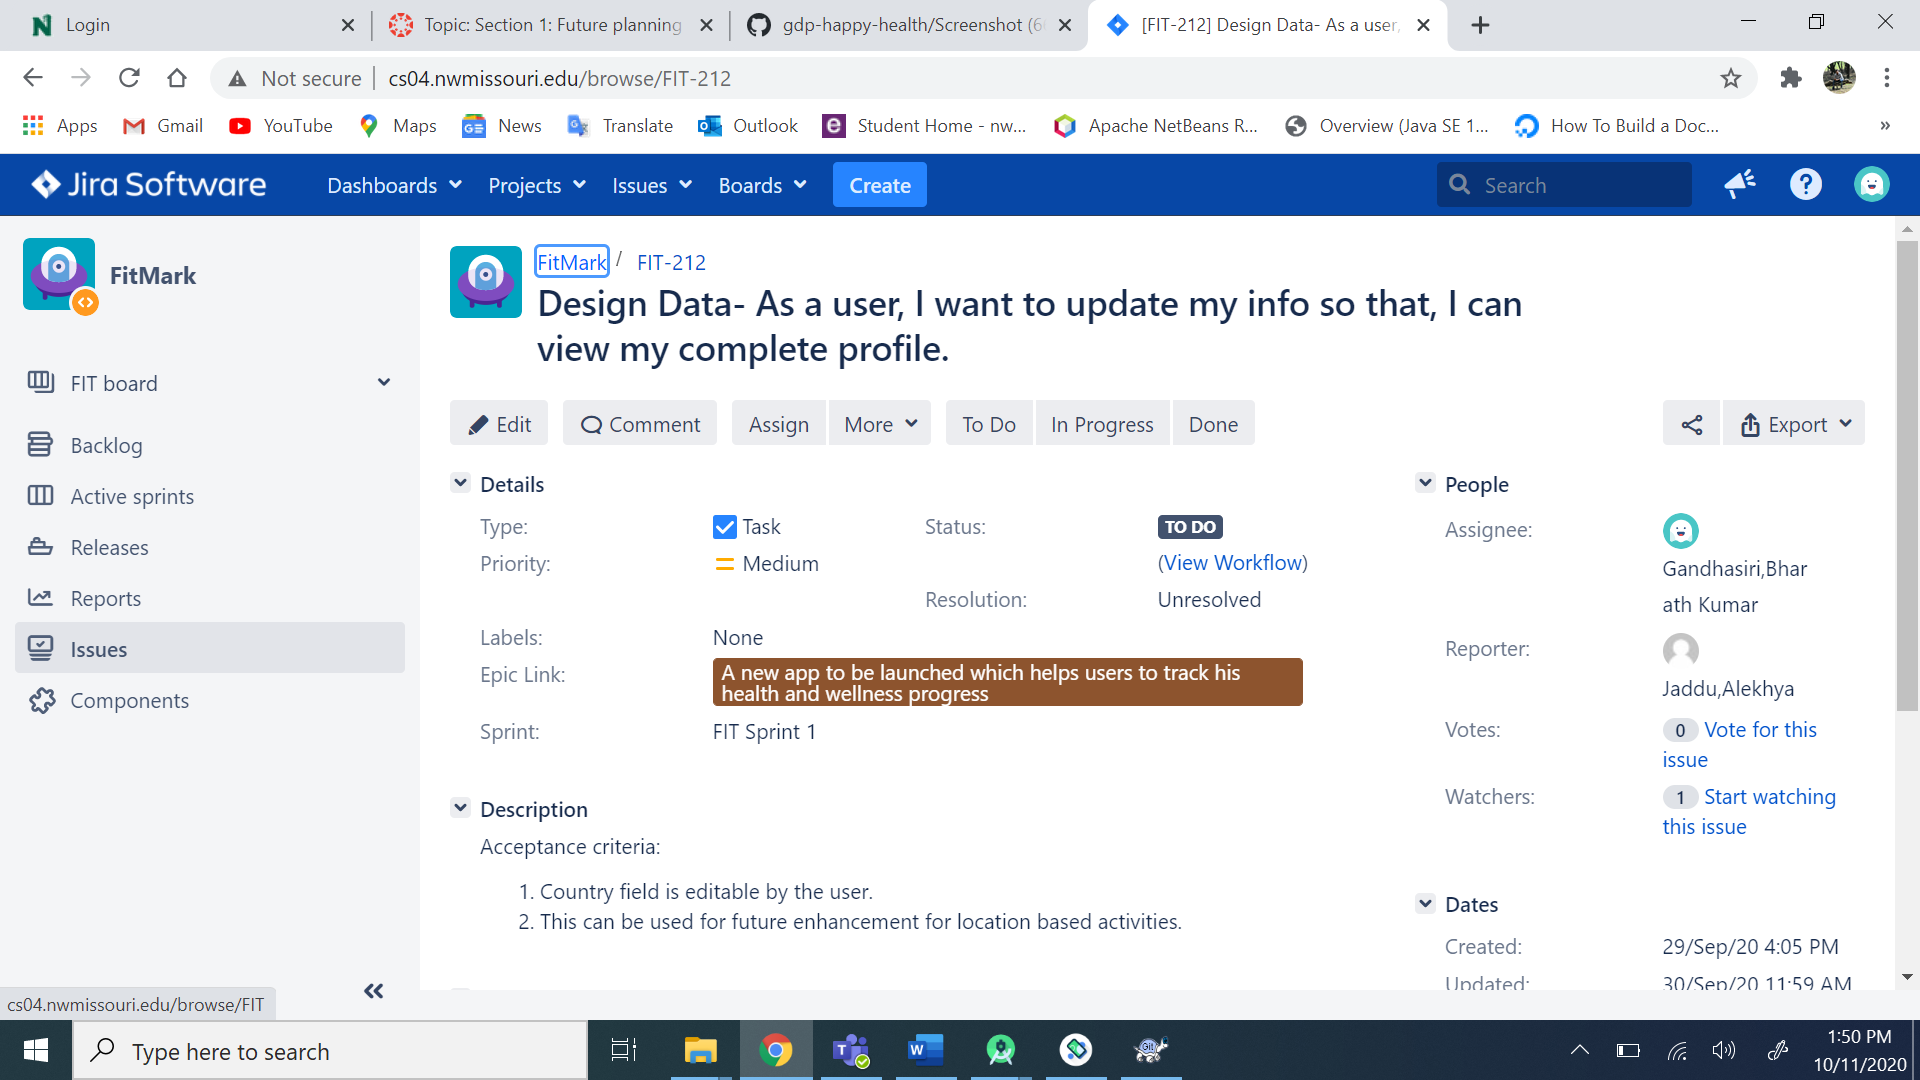 Login
Topic: Section 1: Future planning
gdp-happy-health/Screenshot (6
[FIT-212] Design Data- As a user,
Not secure
cs04.nwmissouri.edu/browse/FIT-212
Apps
Gmail
YouTube
Maps
News
Translate
Outlook
Student Home - nw...
Apache NetBeans R...
Overview (Java SE 1...
How To Build a Doc...
»
Jira Software
Dashboards
Projects
Issues
Boards
Create
Search
FitMark
FitMark / FIT-212
Design Data- As a user, I want to update my info so that, I can
view my complete profile.
FIT board
Backlog
Active sprints
Releases
Reports
Issues
Components
Edit
Comment
Assign
More
To Do
In Progress
Done
Export
Details
Type:
Task
Status:
TO DO
Priority:
Medium
(View Workflow)
Resolution:
Unresolved
Labels:
None
Epic Link:
A new app to be launched which helps users to track his
health and wellness progress
Sprint:
FIT Sprint 1
Description
Acceptance criteria:
1. Country field is editable by the user.
2. This can be used for future enhancement for location based activities.
People
Assignee:
Gandhasiri,Bhar
ath Kumar
Reporter:
Jaddu,Alekhya
Votes:
0 Vote for this
issue
Watchers:
1 Start watching
this issue
Dates
Created:
29/Sep/20 4:05 PM
Updated:
30/Sep/20 11:59 AM
cs04.nwmissouri.edu/browse/FIT
Type here to search
1:50 PM
10/11/2020